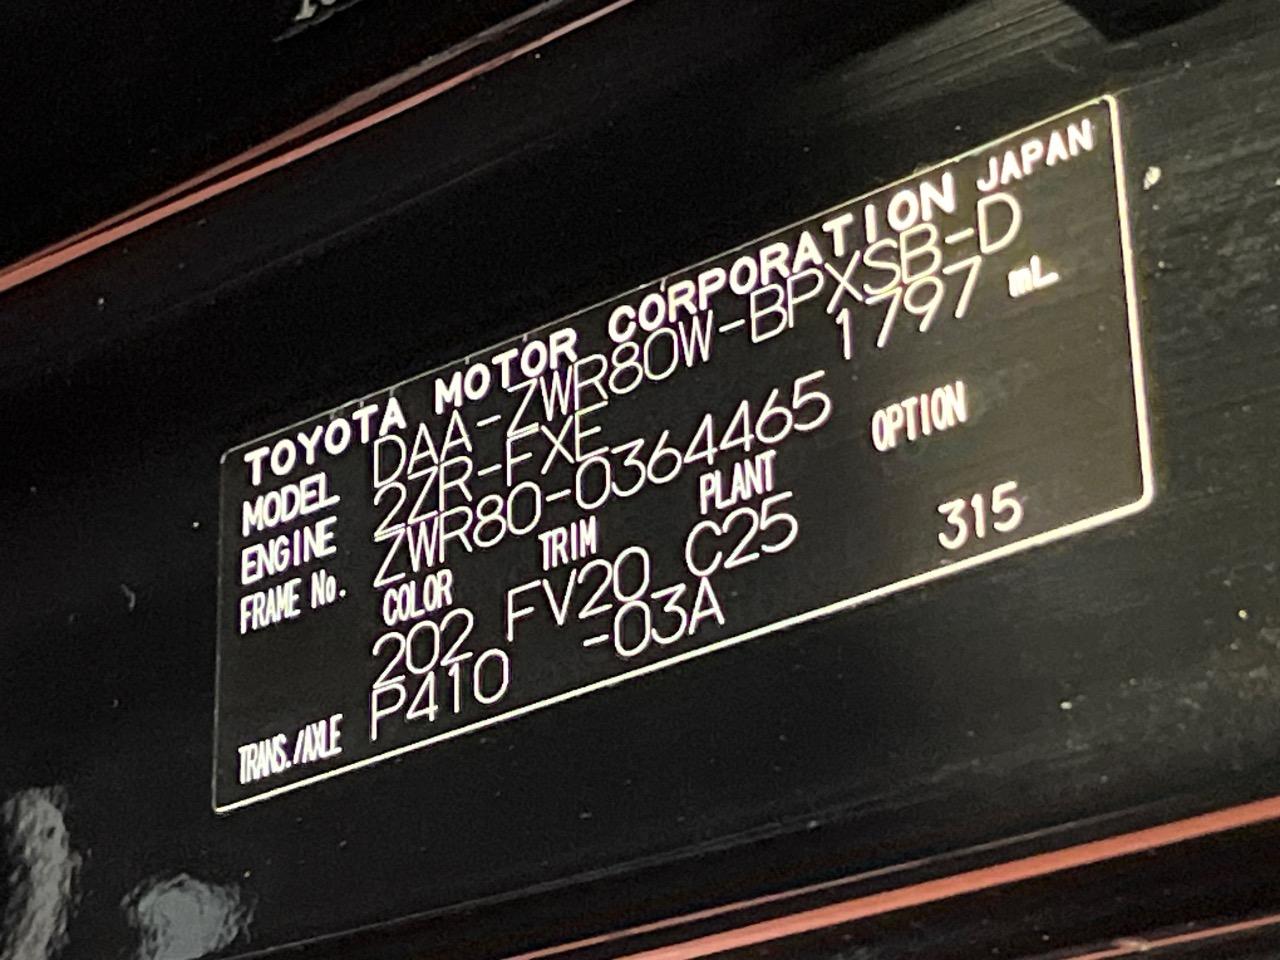 TOYOTA MOTOR CORPORATION JAPAN
MODEL DAA-ZWR80W-BPXSB-D
ENGINE 2ZR-FXE 1797 mL
FRAME No. ZWR80-0364465
COLOR TRIM PLANT OPTION
202 FV20 C25 315
TRANS./AXLE P410 -03A